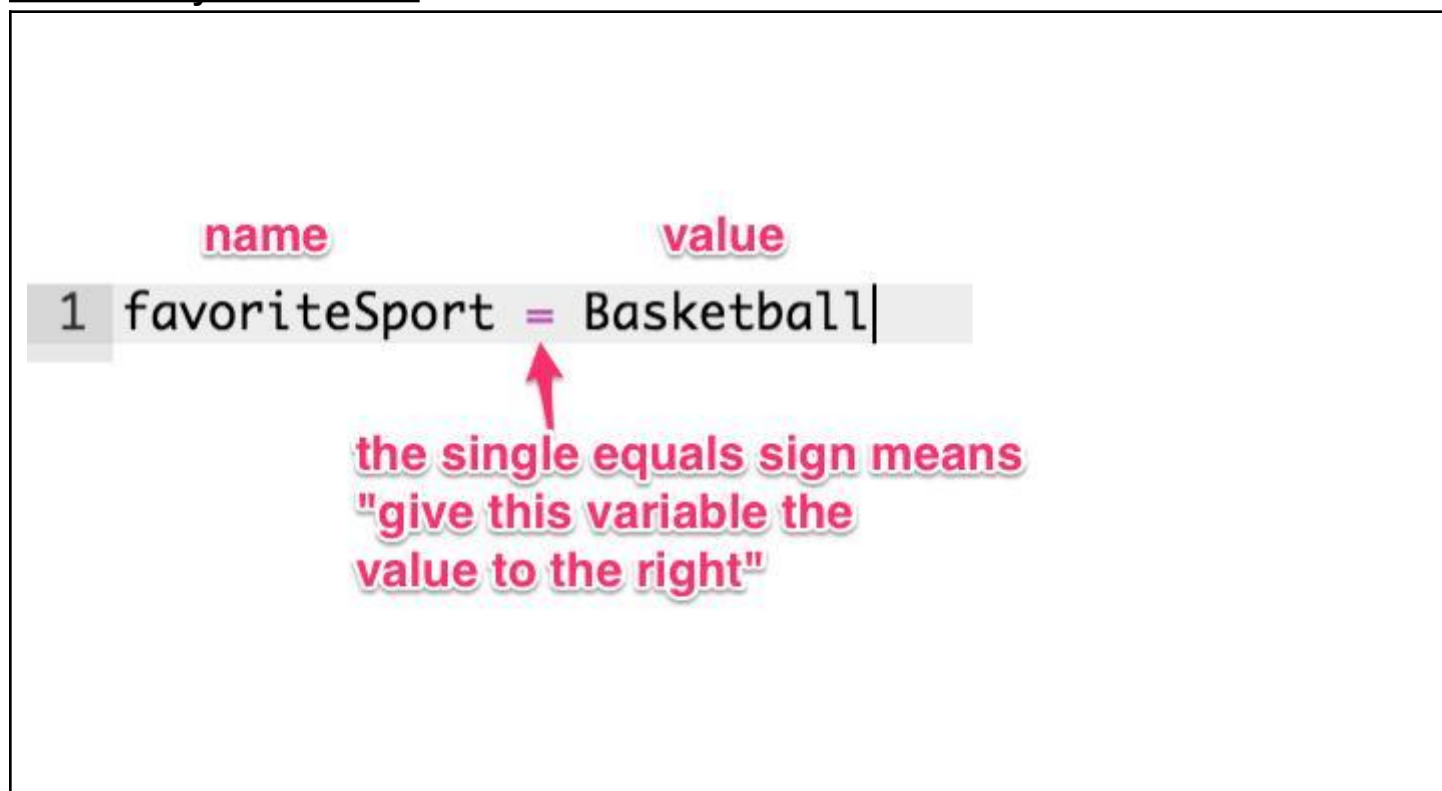 name value
1 favoriteSport = Basketball
the single equals sign means
"give this variable the
value to the right"